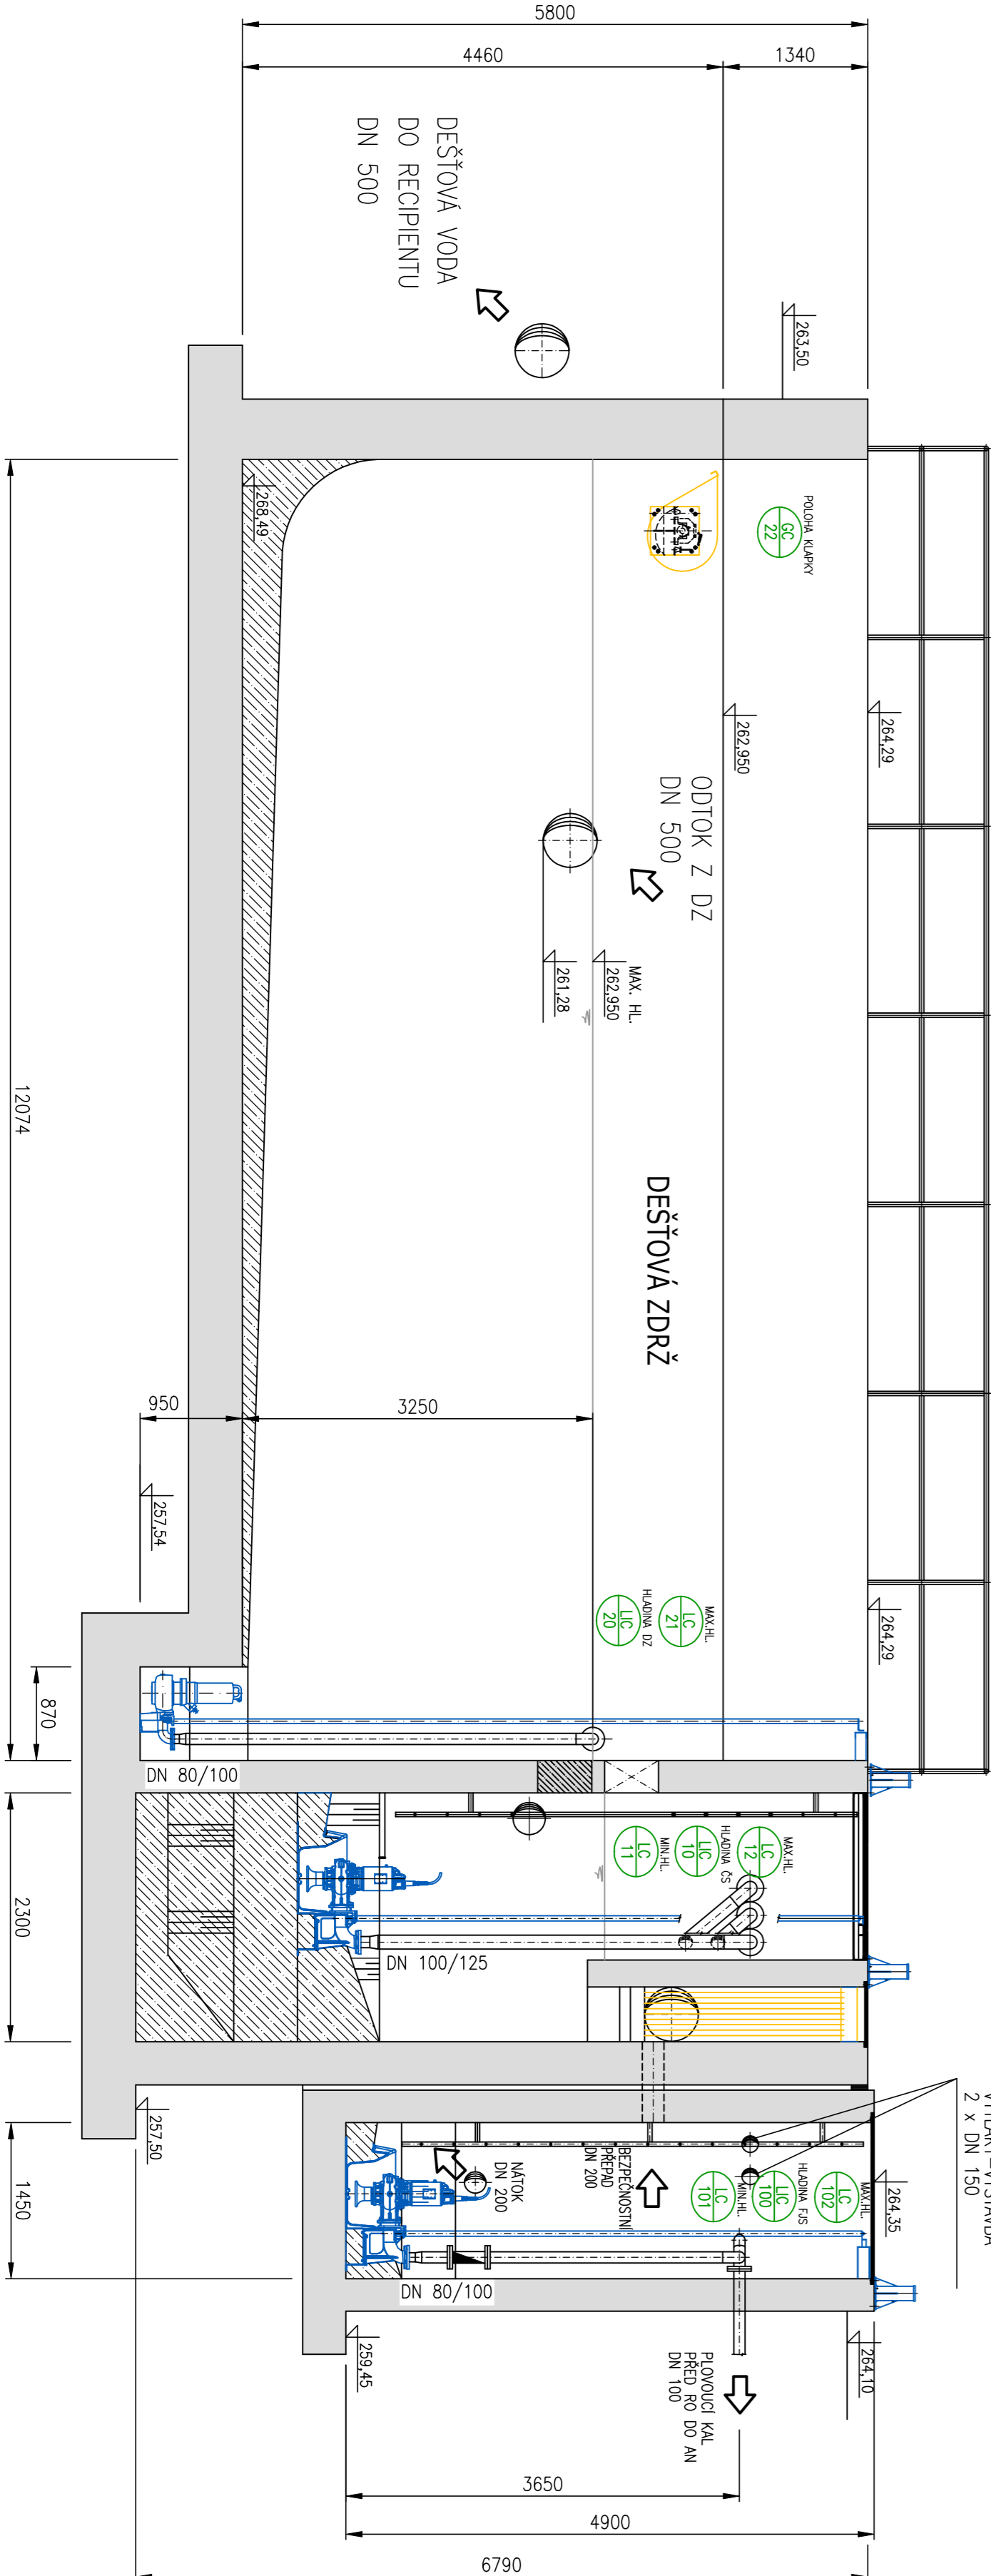 5800
4460
1340
DEŠŤOVÁ VODA
DO RECIPIENTU
DN 500
263,50
268,49
POLOHA KLAPKY
GC
22
264,29
262,950
ODTOK Z DZ
DN 500
MAX. HL.
262,950
261,28
12074
DEŠŤOVÁ ZDRŽ
950
3250
257,54
MAX.HL.
LC
21
HLADINA DZ
LIC
20
264,29
870
DN 80/100
2300
MAX.HL.
LC
12
HLADINA ČS
LIC
10
MIN.HL.
LC
11
DN 100/125
257,50
2 x DN 150
1450
NÁTOK
DN 200
BEZPEČNOSTNÍ
PŘEPAD
DN 200
MAX.HL.
LC
102
HLADINA FJS
LIC
100
MIN.HL.
LC
101
264,35
DN 80/100
259,45
264,10
PLOVOUCÍ KAL
PŘED RO DO AN
DN 100
3650
4900
6790